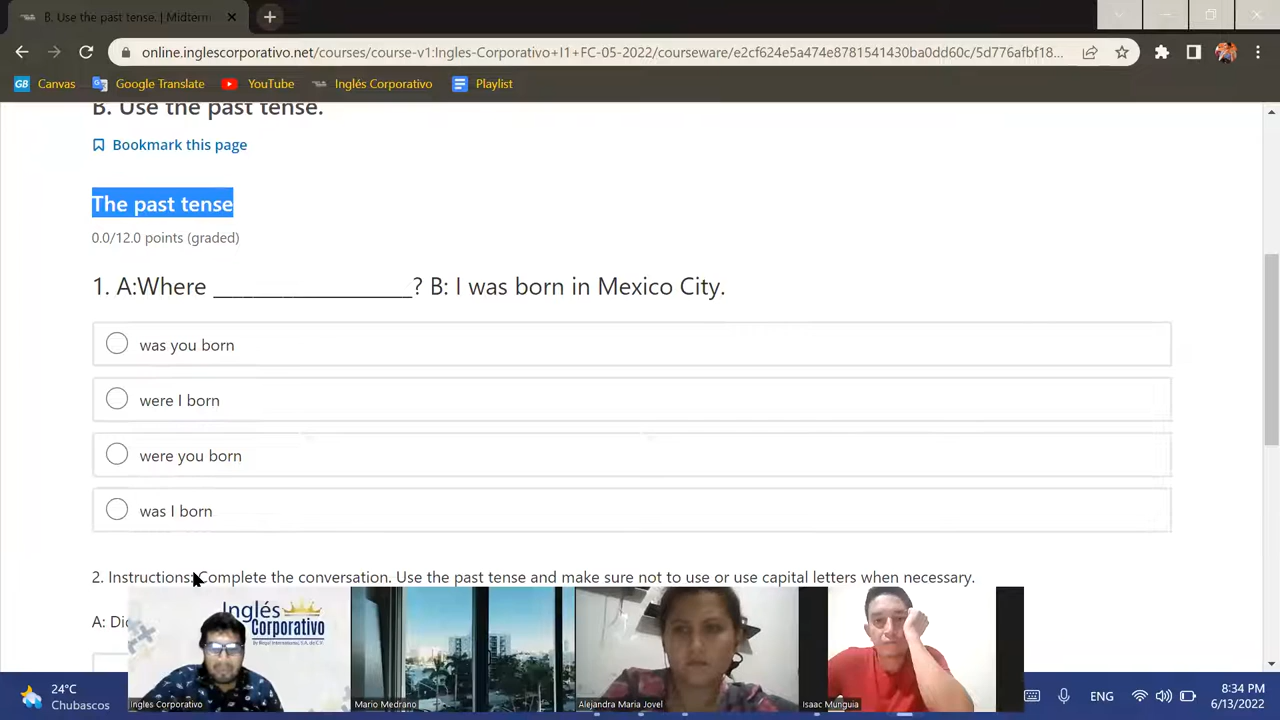 B. Use the past tense. | Midterm
online.inglescorporativo.net/courses/course-v1:Ingles-Corporativo+I1+FC-05-2022/courseware/e2cf624e5a474e8781541430ba0dd60c/5d776afbf18...
Canvas Google Translate YouTube Inglés Corporativo Playlist
B. Use the past tense.
Bookmark this page
The past tense
0.0/12.0 points (graded)
1. A:Where _________________? B: I was born in Mexico City.
was you born
were I born
were you born
was I born
2. Instructions: Complete the conversation. Use the past tense and make sure not to use or use capital letters when necessary.
A: Di
Inglés
Corporativo
Inglés Corporativo
Mario Medrano
Alejandra Maria Jovel
Isaac Munguia
24°C
Chubascos
ENG
8:34 PM
6/13/2022